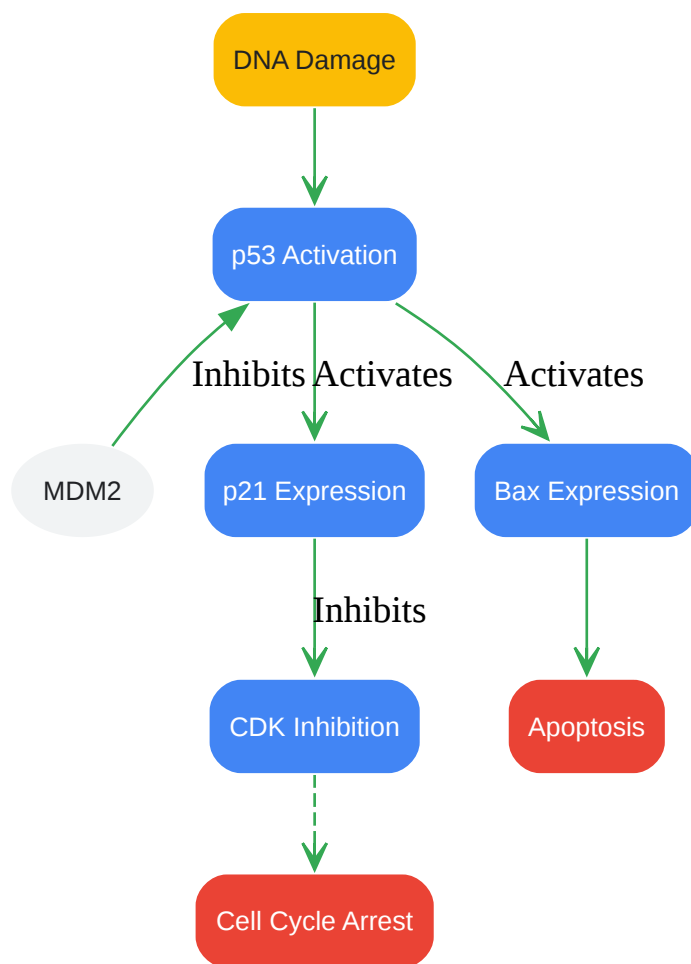 DNA Damage
p53 Activation
Inhibits Activates Activates
MDM2 p21 Expression Bax Expression
Inhibits
CDK Inhibition Apoptosis
Cell Cycle Arrest